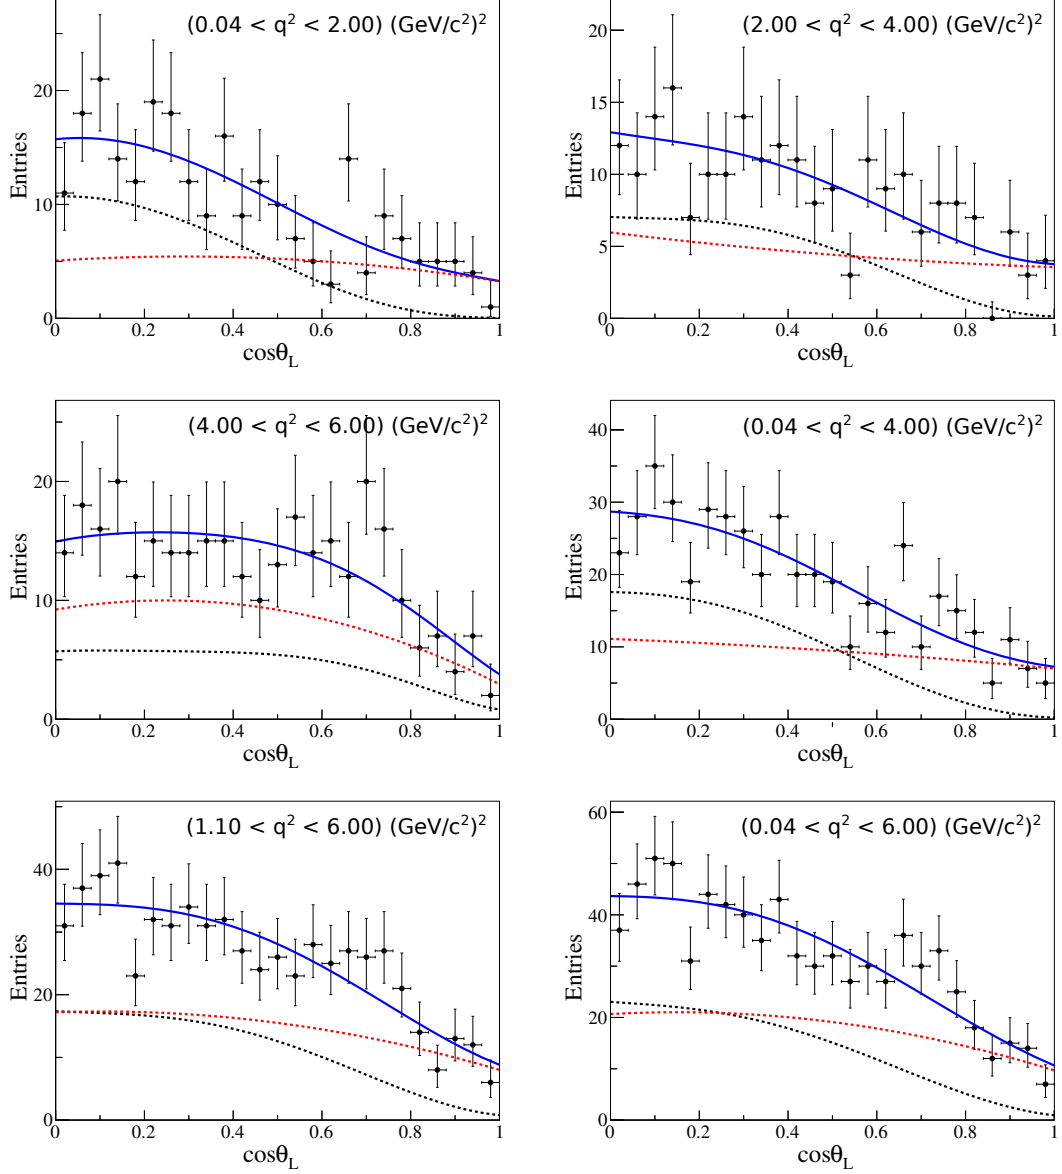 (0.04 < q² < 2.00) (GeV/c²)²
Entries
20
10
0
0 0.2 0.4 0.6 0.8 1
cosθ_L
(2.00 < q² < 4.00) (GeV/c²)²
Entries
20
15
10
5
0
0 0.2 0.4 0.6 0.8 1
cosθ_L
(4.00 < q² < 6.00) (GeV/c²)²
Entries
20
10
0
0 0.2 0.4 0.6 0.8 1
cosθ_L
(0.04 < q² < 4.00) (GeV/c²)²
Entries
40
30
20
10
0
0 0.2 0.4 0.6 0.8 1
cosθ_L
(1.10 < q² < 6.00) (GeV/c²)²
Entries
40
20
0
0 0.2 0.4 0.6 0.8 1
cosθ_L
(0.04 < q² < 6.00) (GeV/c²)²
Entries
60
40
20
0
0 0.2 0.4 0.6 0.8 1
cosθ_L